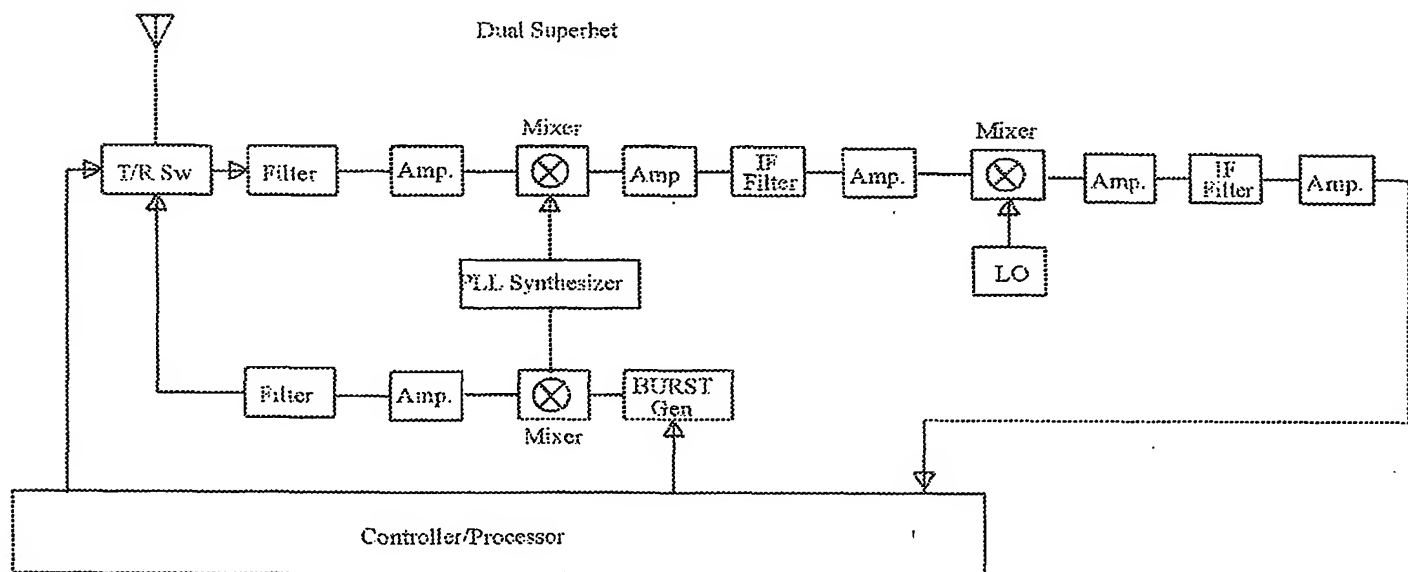 Dual Superhet
Mixer
Mixer
T/R Sw
Filter
Amp.
Amp
IF
Filter
Amp.
Amp.
IF
Filter
Amp.
PLL Synthesizer
LO
Filter
Amp.
BURST
Gen
Mixer
Controller/Processor